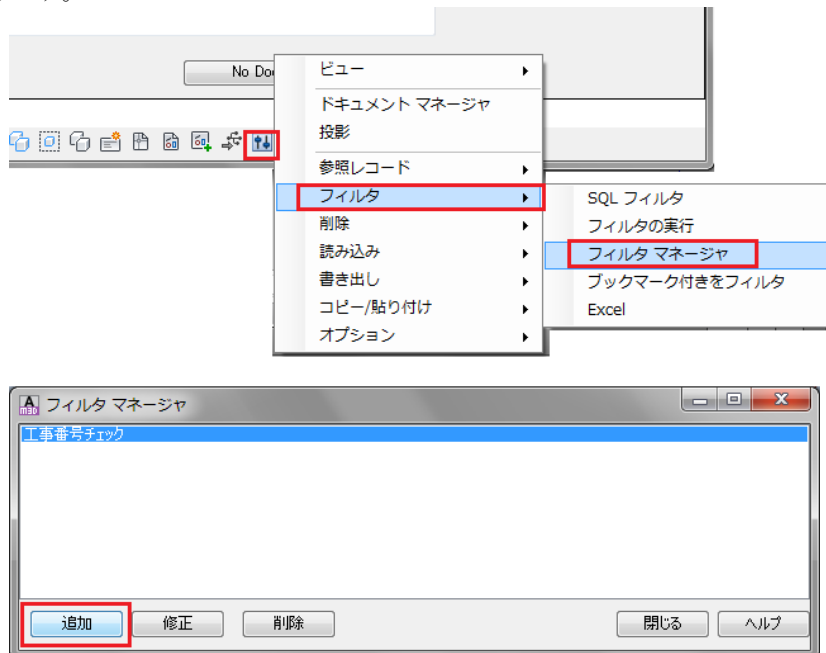 No Do
ビュー
ドキュメント マネージャ
投影
参照レコード
フィルタ
削除
読み込み
書き出し
コピー/貼り付け
オプション
SQL フィルタ
フィルタの実行
フィルタ マネージャ
ブックマーク付きをフィルタ
Excel
フィルタ マネージャ
工事番号チェック
追加
修正
削除
閉じる
ヘルプ